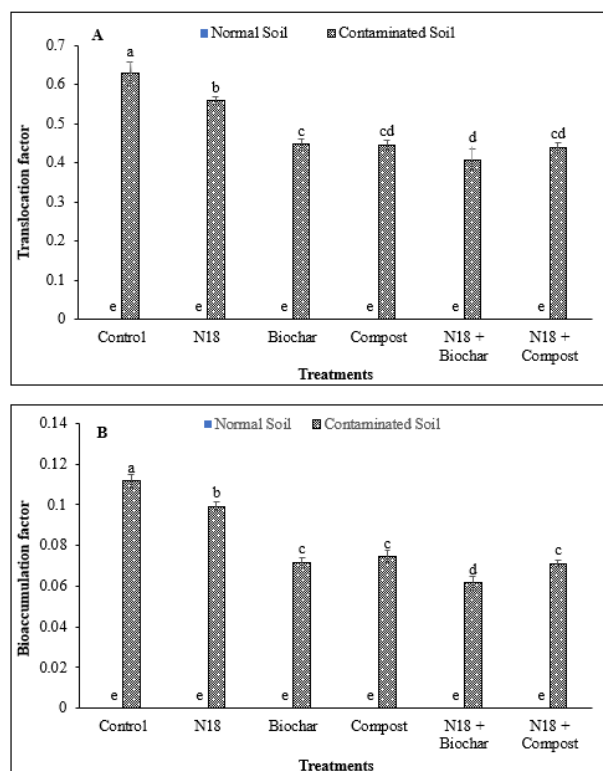 A
Normal Soil
Contaminated Soil
0.7
0.6
0.5
0.4
0.3
0.2
0.1
0
Translocation factor
a
b
c
cd
d
cd
e e e e e e
Control N18 Biochar Compost N18 + Biochar N18 + Compost
Treatments
B
Normal Soil
Contaminated Soil
0.14
0.12
0.1
0.08
0.06
0.04
0.02
0
Bioaccumulation factor
a
b
c
c
d
c
e e e e e e
Control N18 Biochar Compost N18 + Biochar N18 + Compost
Treatments